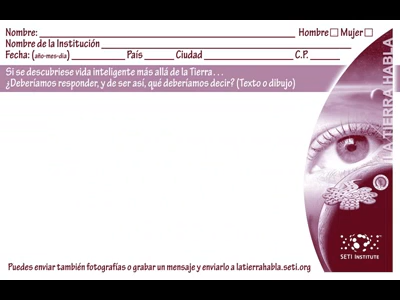 Nombre: Hombre Mujer
Nombre de la Institución
Fecha: (año-mes-día) País Ciudad C.P.
Si se descubriese vida inteligente más allá de la Tierra...
¿Deberíamos responder, y de ser así, qué deberíamos decir? (Texto o dibujo)
LA TIERRA HABLA
SETI INSTITUTE
Puedes enviar también fotografías o grabar un mensaje y enviarlo a latierrahabla.seti.org